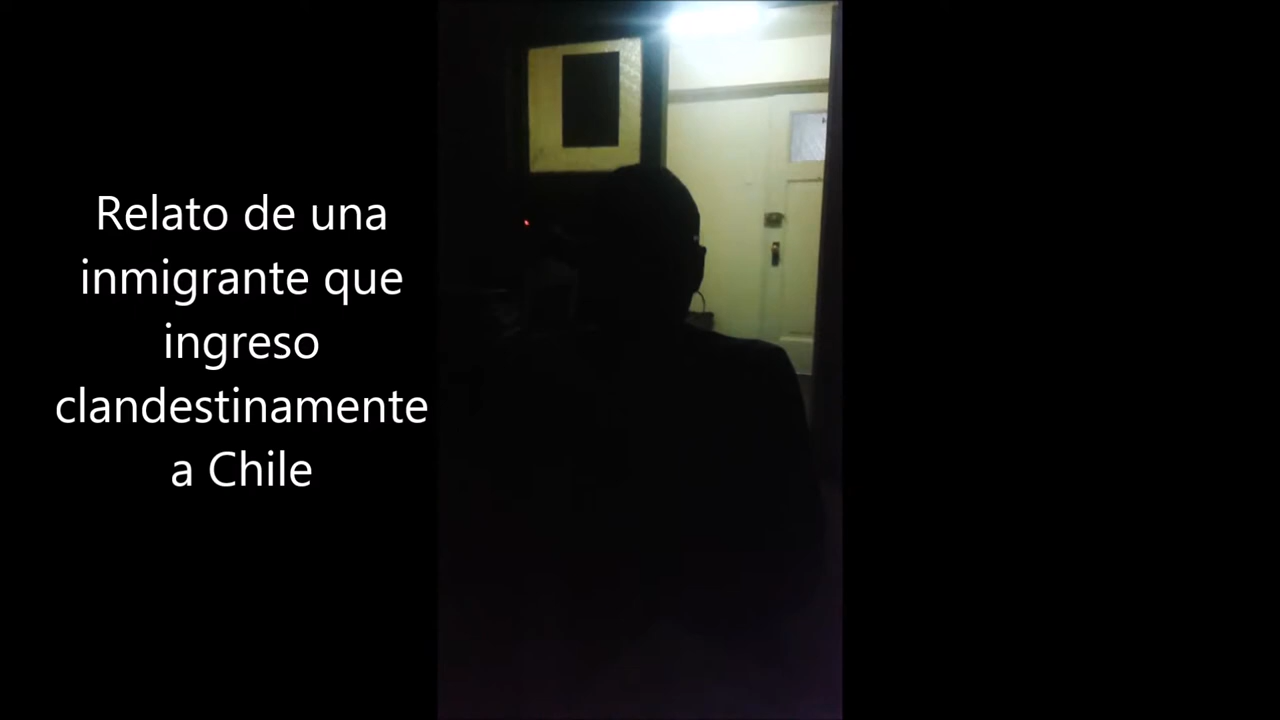 Relato de una
inmigrante que
ingreso
clandestinamente
a Chile